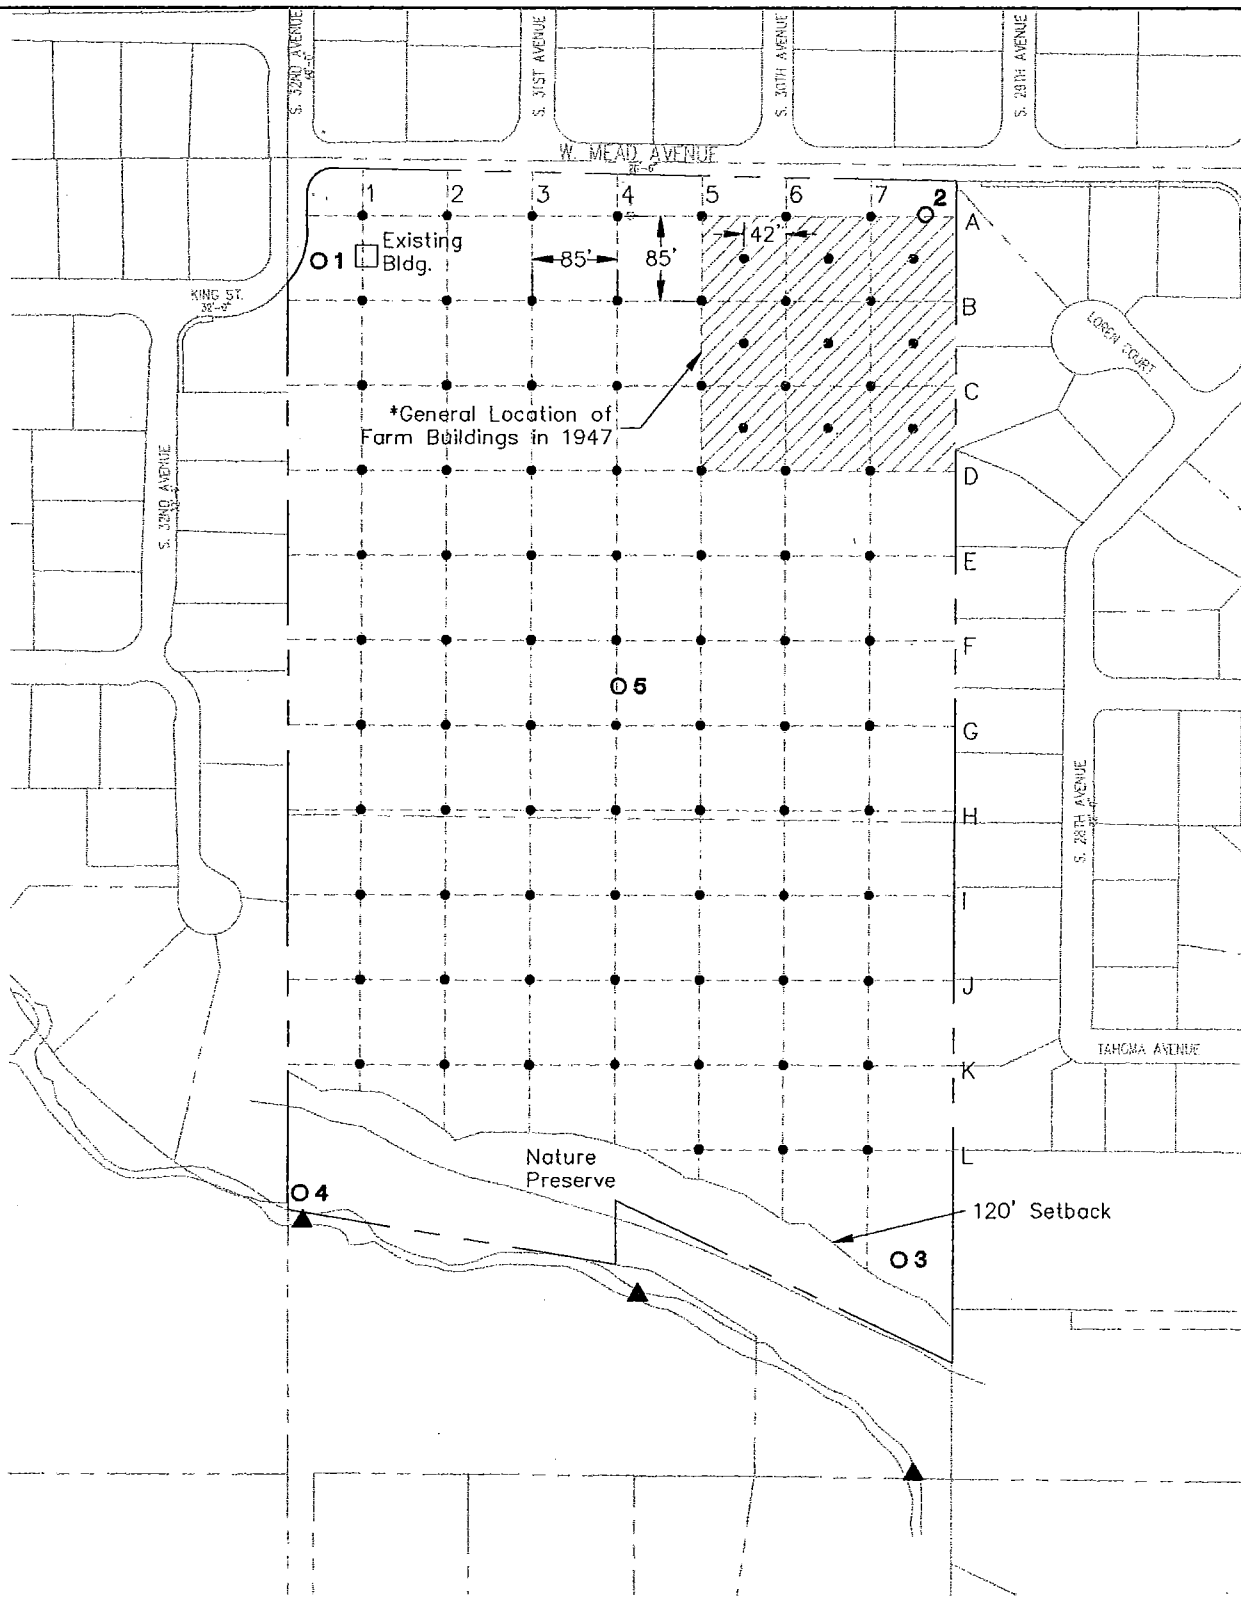 S. 32ND AVENUE
S. 31ST AVENUE
S. 30TH AVENUE
S. 29TH AVENUE
W. MEAD AVENUE
1 2 3 4 5 6 7 2
A
1
Existing
Bldg.
85'
85'
42'
KING ST.
B
LOREN COURT
C
*General Location of
Farm Buildings in 1947
D
S. 32ND AVENUE
E
F
5
G
S. 28TH AVENUE
H
I
J
TAHOMA AVENUE
K
L
Nature
Preserve
4
120' Setback
3